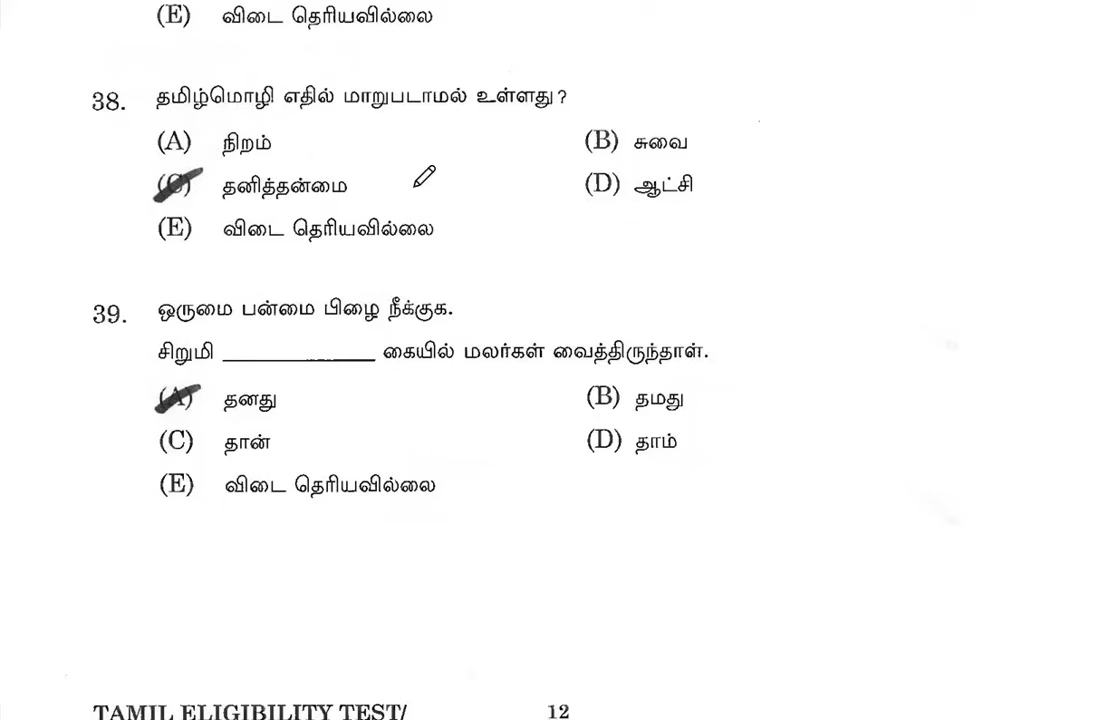 (E) விடை தெரியவில்லை
38. தமிழ்மொழி எதில் மாறுபடாமல் உள்ளது?
(A) நிறம் (B) சுவை
(C) தனித்தன்மை (D) ஆட்சி
(E) விடை தெரியவில்லை
39. ஒருமை பன்மை பிழை நீக்குக.
சிறுமி ____________ கையில் மலர்கள் வைத்திருந்தாள்.
(A) தனது (B) தமது
(C) தான் (D) தாம்
(E) விடை தெரியவில்லை
TAMIL ELIGIBILITY TEST/ 12